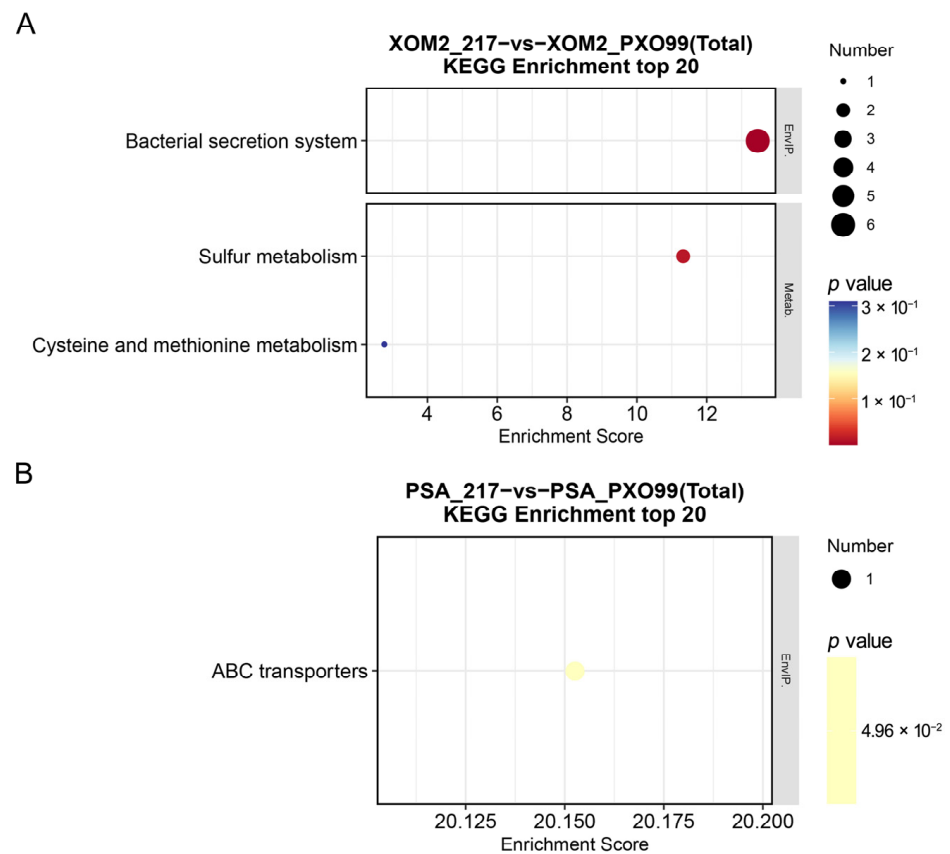 A
XOM2_217−vs−XOM2_PXO99(Total)
KEGG Enrichment top 20
Bacterial secretion system
Sulfur metabolism
Cysteine and methionine metabolism
EnvIP.
Metab.
4 6 8 10 12
Enrichment Score
Number
1
2
3
4
5
6
p value
3 × 10⁻¹
2 × 10⁻¹
1 × 10⁻¹
B
PSA_217−vs−PSA_PXO99(Total)
KEGG Enrichment top 20
ABC transporters
EnvIP.
20.125 20.150 20.175 20.200
Enrichment Score
Number
1
p value
4.96 × 10⁻²